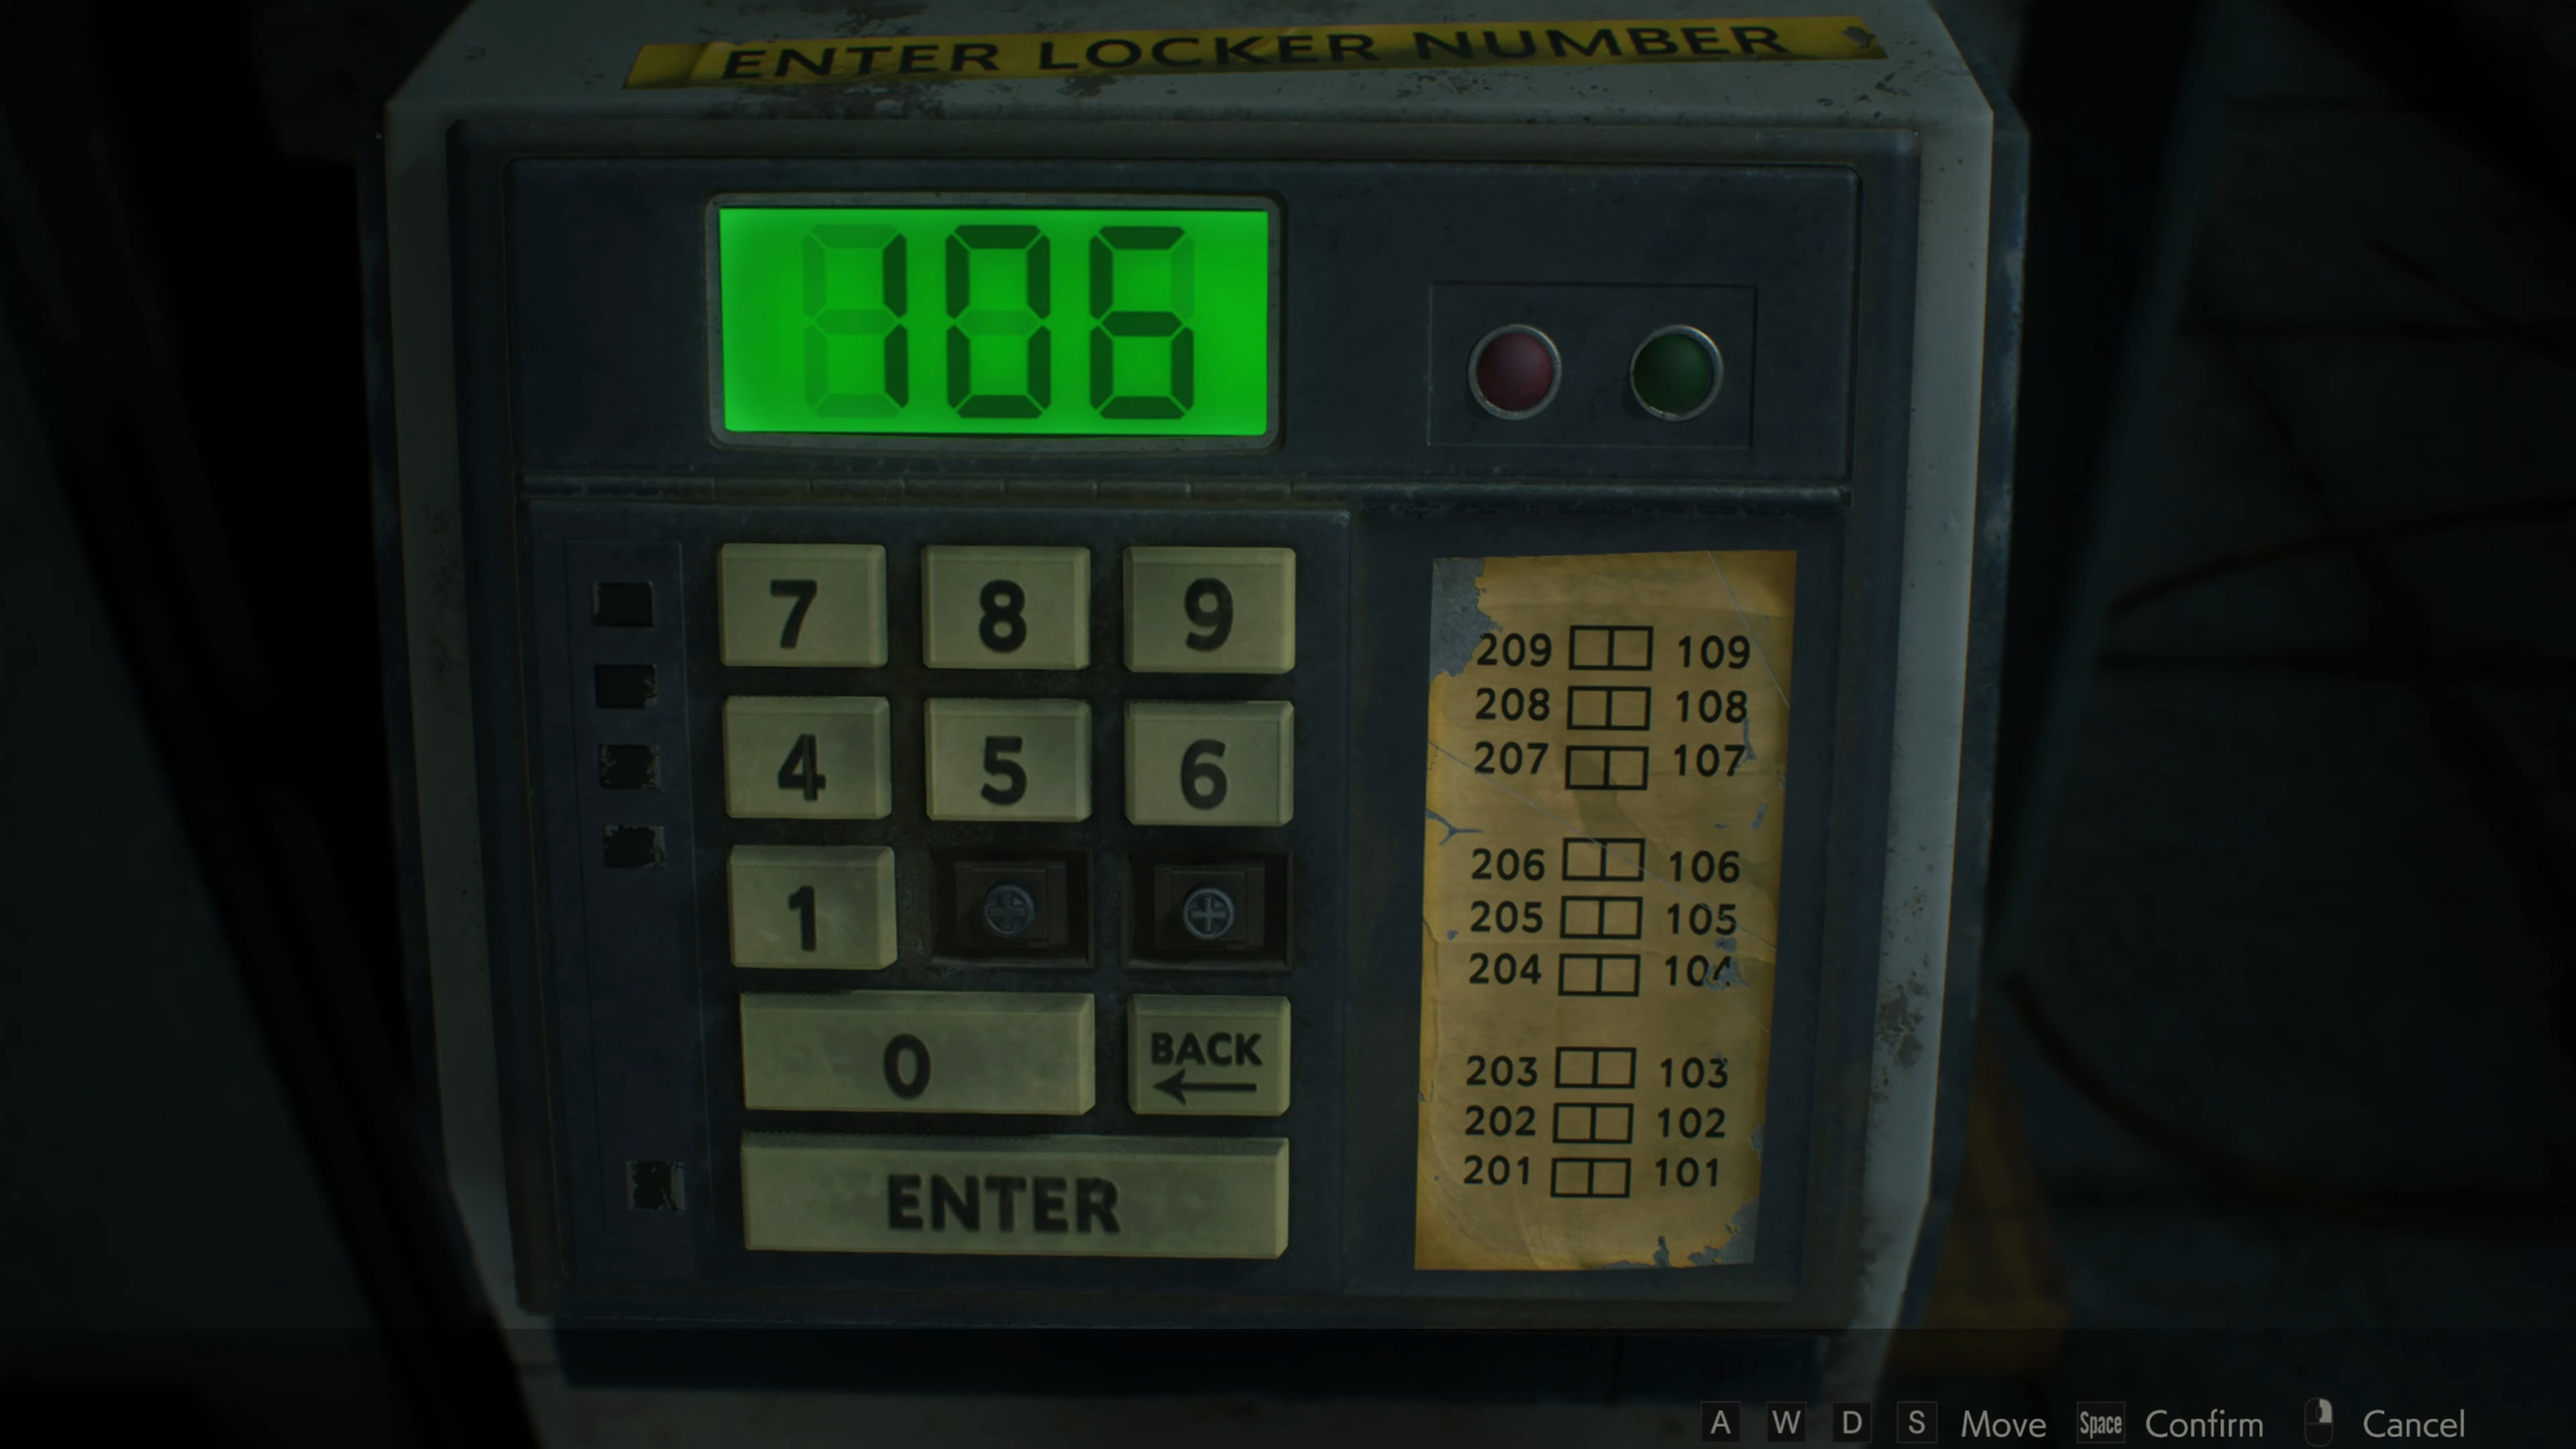 ENTER LOCKER NUMBER
106
7 8 9
4 5 6
1
0 BACK
ENTER
209 109
208 108
207 107
206 106
205 105
204 104
203 103
202 102
201 101
A W D S Move Space Confirm Cancel